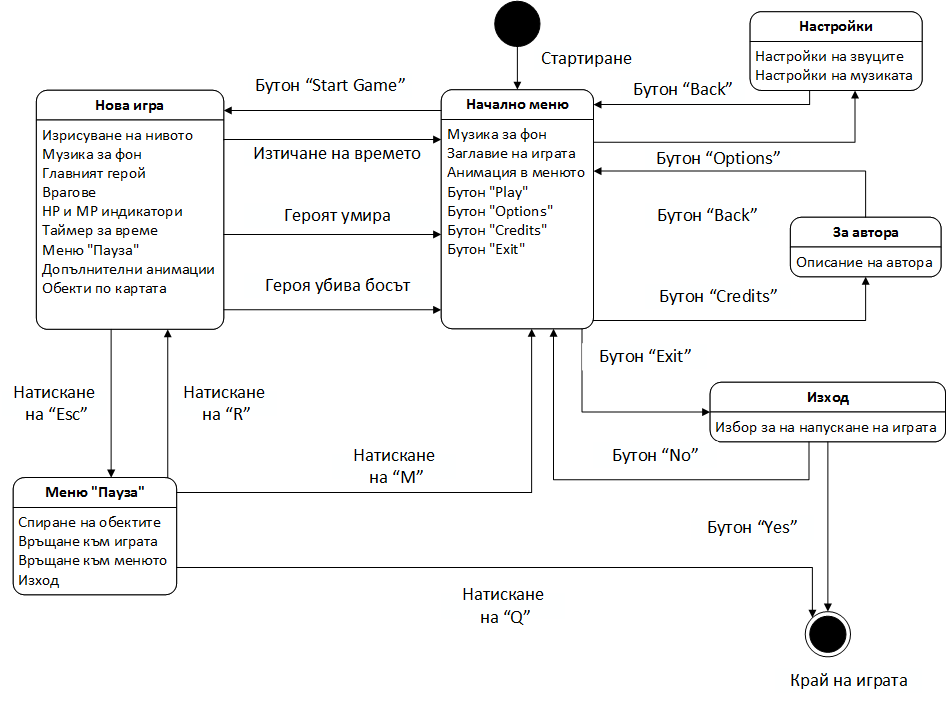 Стартиране
Настройки
Настройки на звуците
Настройки на музиката
Бутон “Back”
Бутон “Options”
Бутон “Start Game”
Нова игра
Изрисуване на нивото
Музика за фон
Главният герой
Врагове
HP и MP индикатори
Таймер за време
Меню "Пауза"
Допълнителни анимации
Обекти по картата
Изтичане на времето
Героят умира
Героя убива босът
Начално меню
Музика за фон
Заглавие на играта
Анимация в менюто
Бутон "Play"
Бутон "Options"
Бутон "Credits"
Бутон "Exit"
Бутон “Back”
За автора
Описание на автора
Бутон “Credits”
Бутон “Exit”
Изход
Избор за на напускане на играта
Бутон “No”
Бутон “Yes”
Натискане
на “Esc”
Натискане
на “R”
Натискане
на “M”
Меню "Пауза"
Спиране на обектите
Връщане към играта
Връщане към менюто
Изход
Натискане
на “Q”
Край на играта